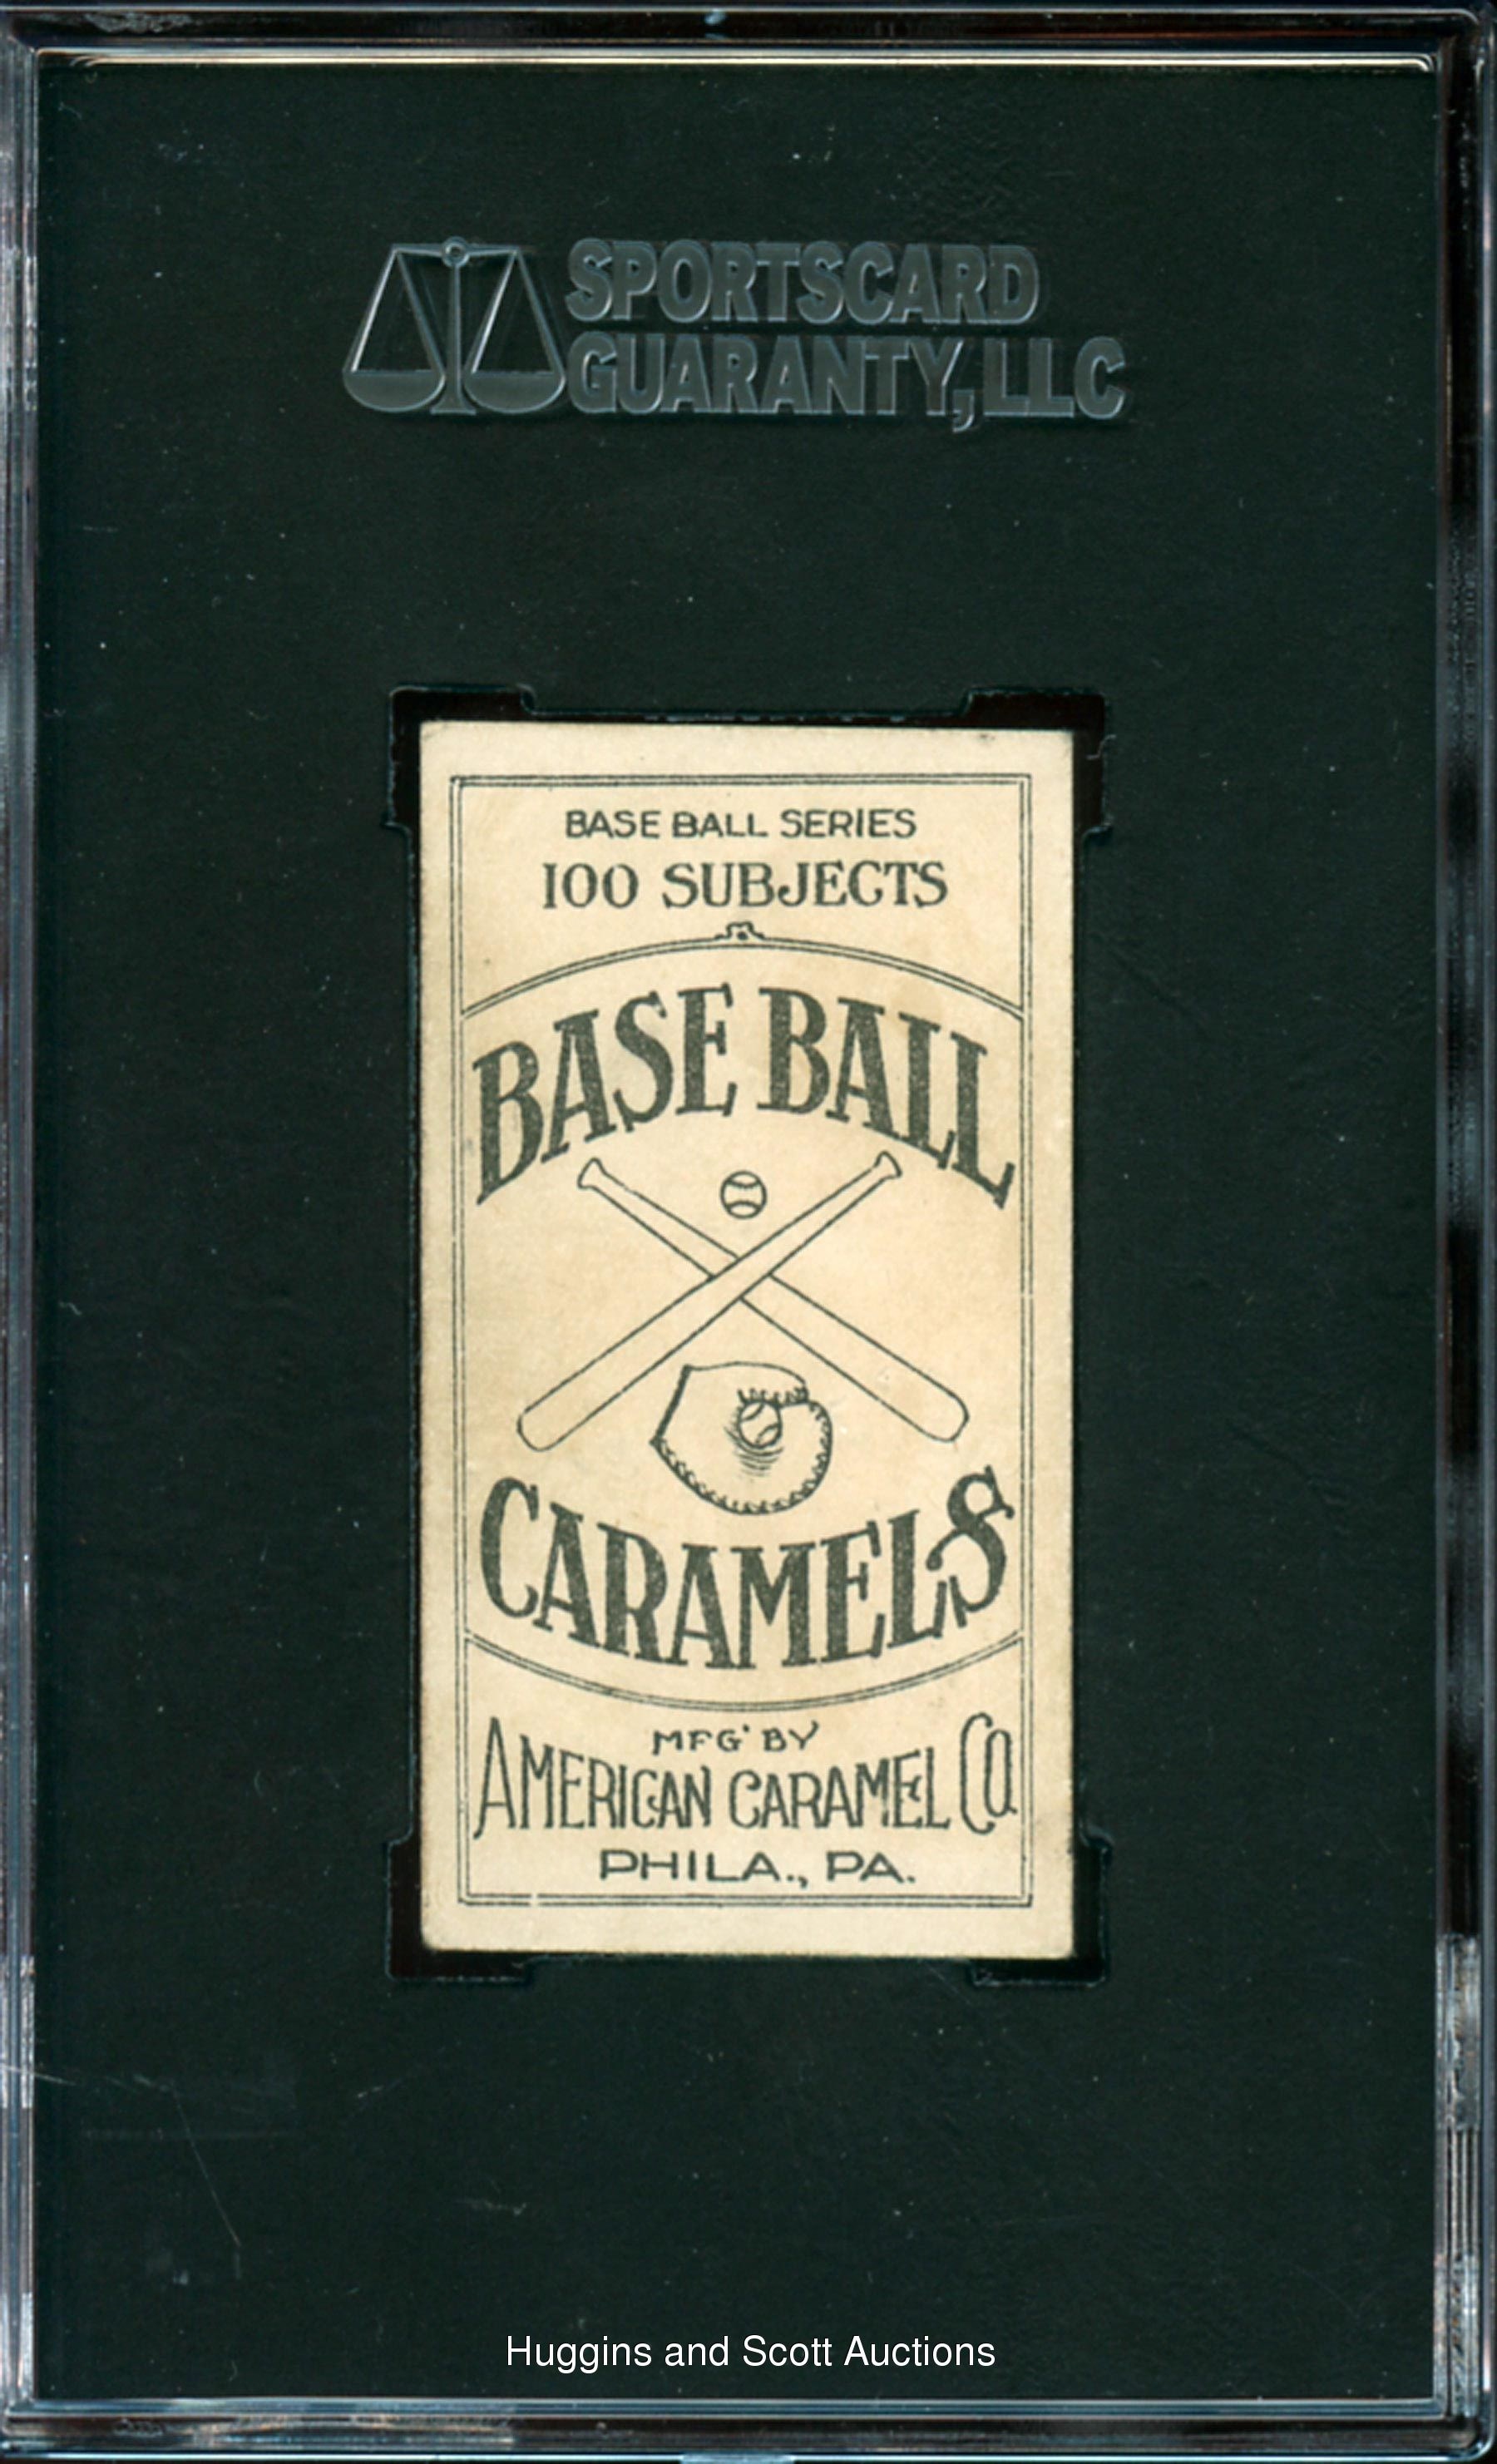 SPORTSCARD
GUARANTY, LLC
BASE BALL SERIES
100 SUBJECTS
BASE BALL
CARAMELS
MFG' BY
AMERICAN CARAMEL CO
PHILA., PA.
Huggins and Scott Auctions